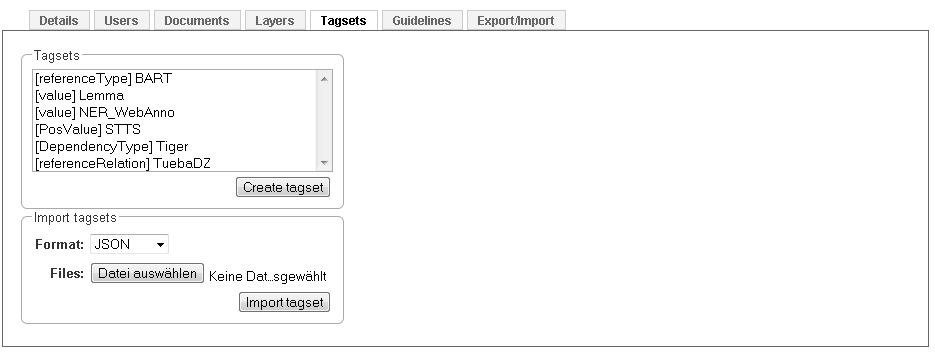 Details Users Documents Layers Tagsets Guidelines Export/Import
Tagsets
[referenceType] BART
[value] Lemma
[value] NER_WebAnno
[PosValue] STTS
[DependencyType] Tiger
[referenceRelation] TuebaDZ
Create tagset
Import tagsets
Format: JSON
Files: Datei auswählen Keine Dat...sgewählt
Import tagset